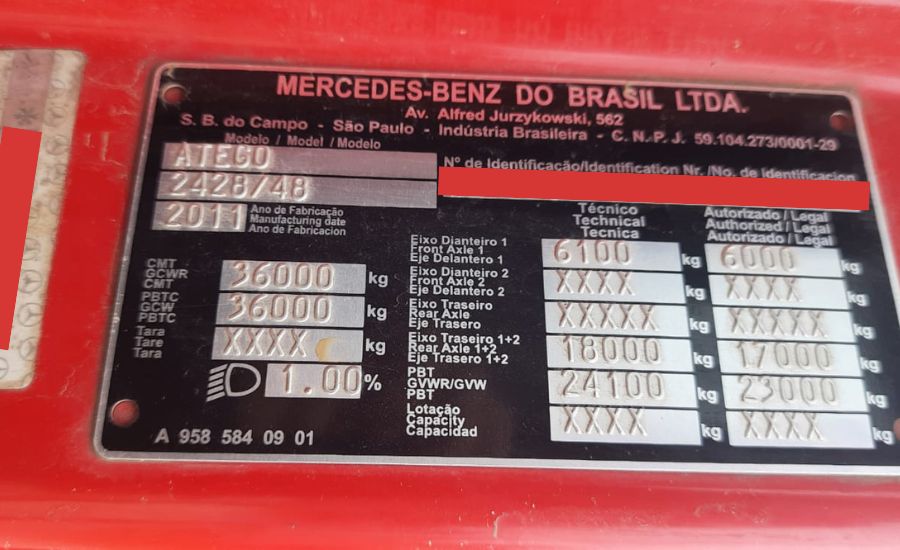 MERCEDES-BENZ DO BRASIL LTDA.
Av. Alfred Jurzykowski, 562
S. B. do Campo - São Paulo - Indústria Brasileira - C. N. P. J. 59.104.273/0001-29
Modelo / Model / Modelo
ATEGO
2428/48
2011
Ano de Fabricação
Manufacturing date
Ano de Fabricacion
Nº de Identificação/Identification Nr./No. de Identificacion
Técnico
Technical
Tecnica
Autorizado / Legal
Authorized / Legal
Autorizado / Legal
CMT
GCWR
CMT
36000 kg
PBTC
GCW
PBTC
36000 kg
Tara
Tare
Tara
XXXX kg
1.00 %
A 958 584 09 01
Eixo Dianteiro 1
Front Axle 1
Eje Delantero 1
6100 kg 6000 kg
Eixo Dianteiro 2
Front Axle 2
Eje Delantero 2
XXXX kg XXXX kg
Eixo Traseiro
Rear Axle
Eje Trasero
XXXXX kg XXXXX kg
Eixo Traseiro 1+2
Rear Axle 1+2
Eje Trasero 1+2
18000 kg 17000 kg
PBT
GVWR/GVW
PBT
24100 kg 23000 kg
Lotação
Capacity
Capacidad
XXXX kg XXXX kg